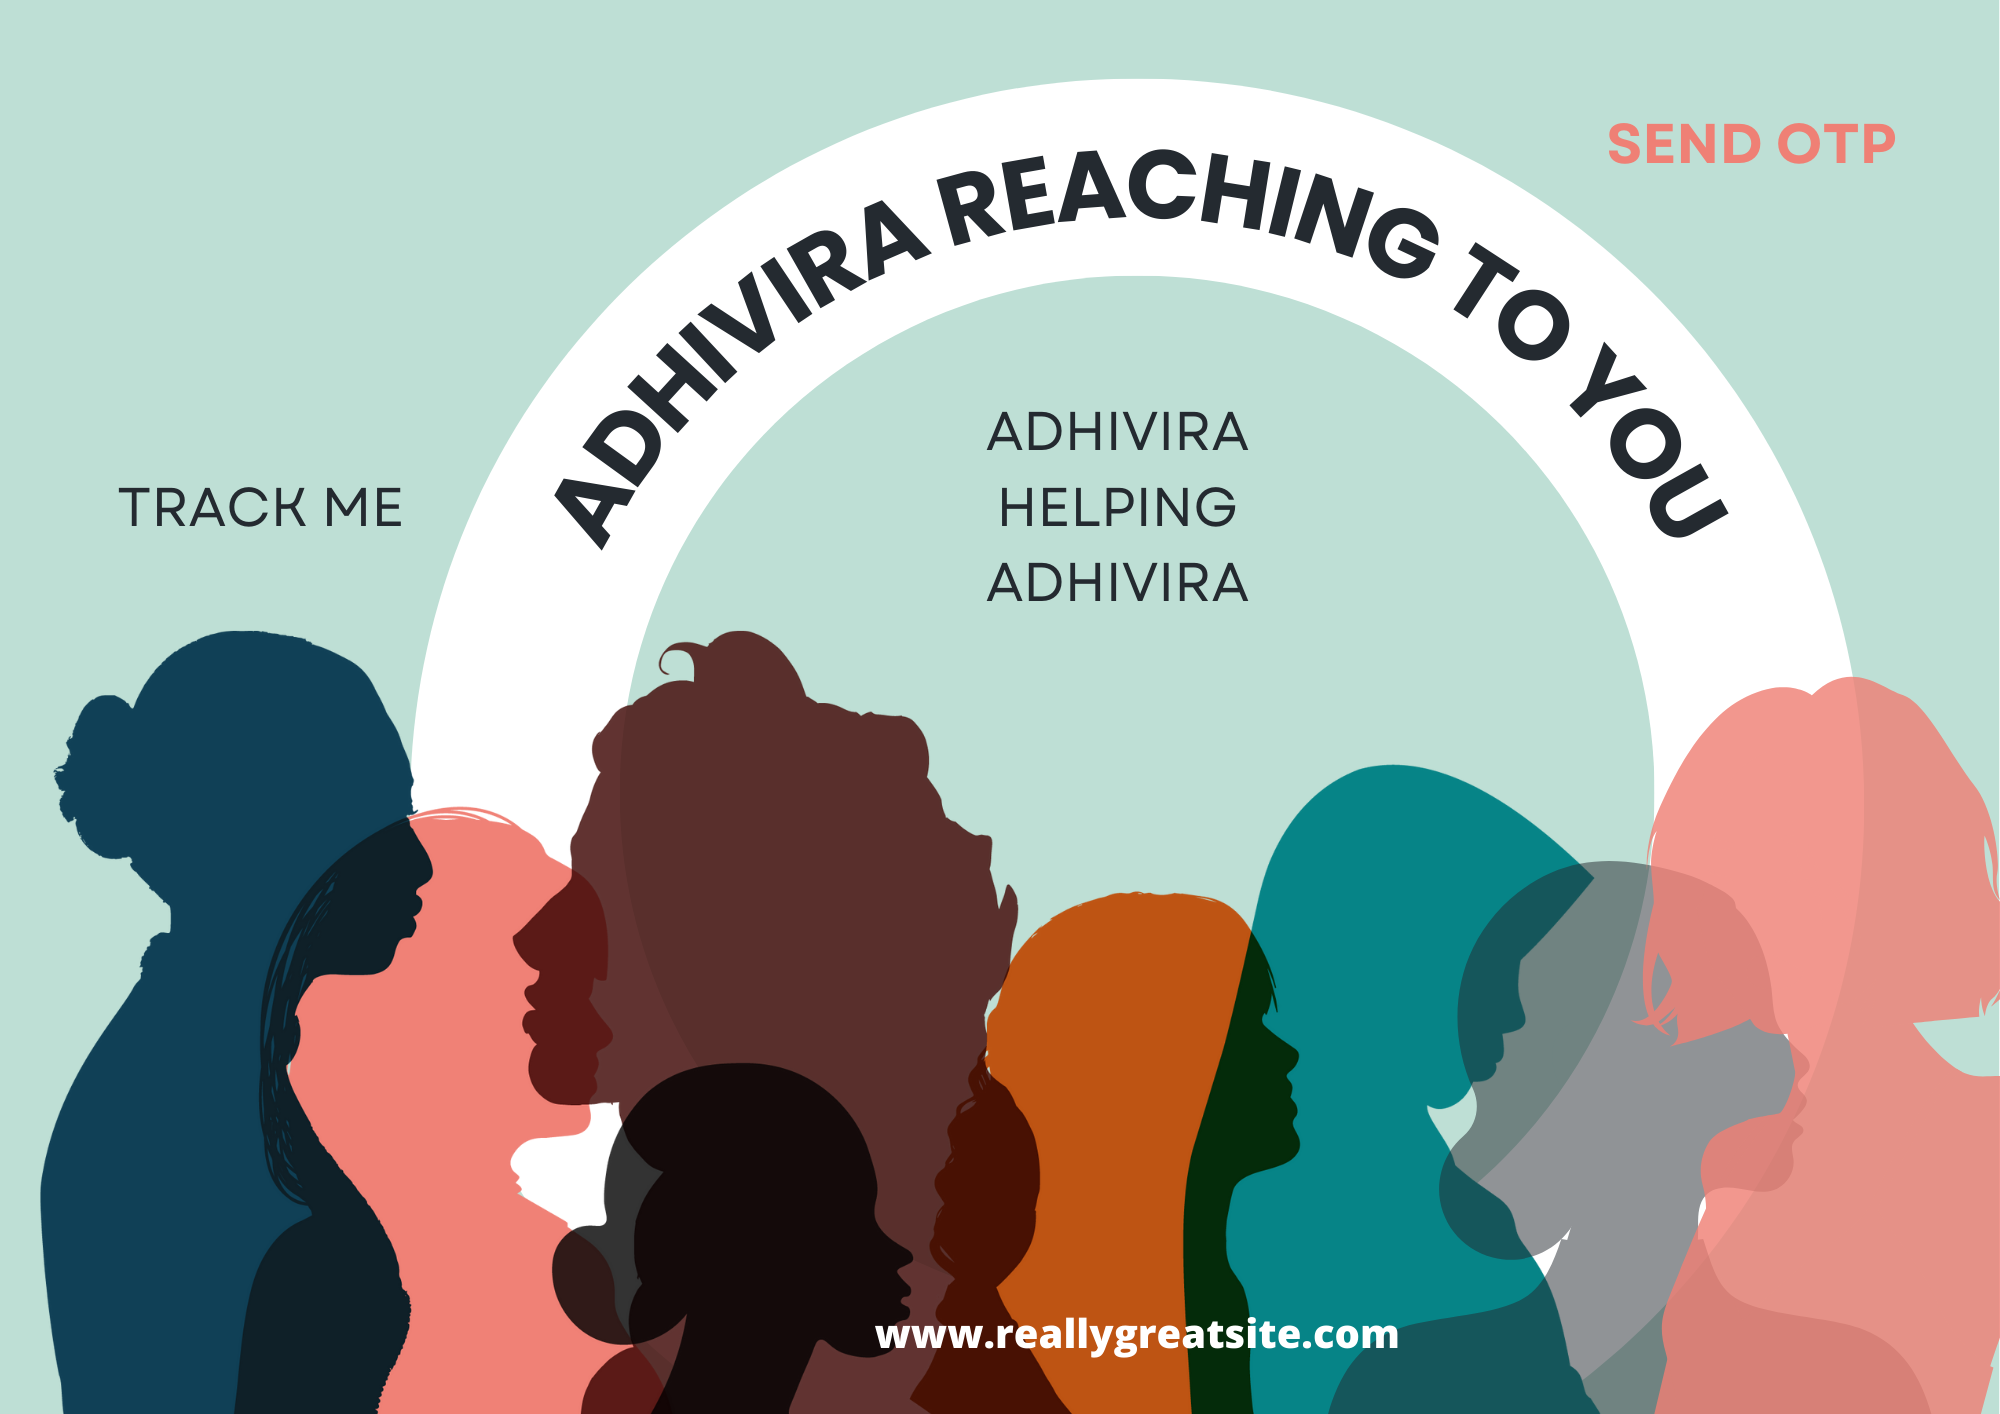 SEND OTP
ADHIVIRA REACHING TO YOU
TRACK ME
ADHIVIRA
HELPING
ADHIVIRA
www.reallygreatsite.com